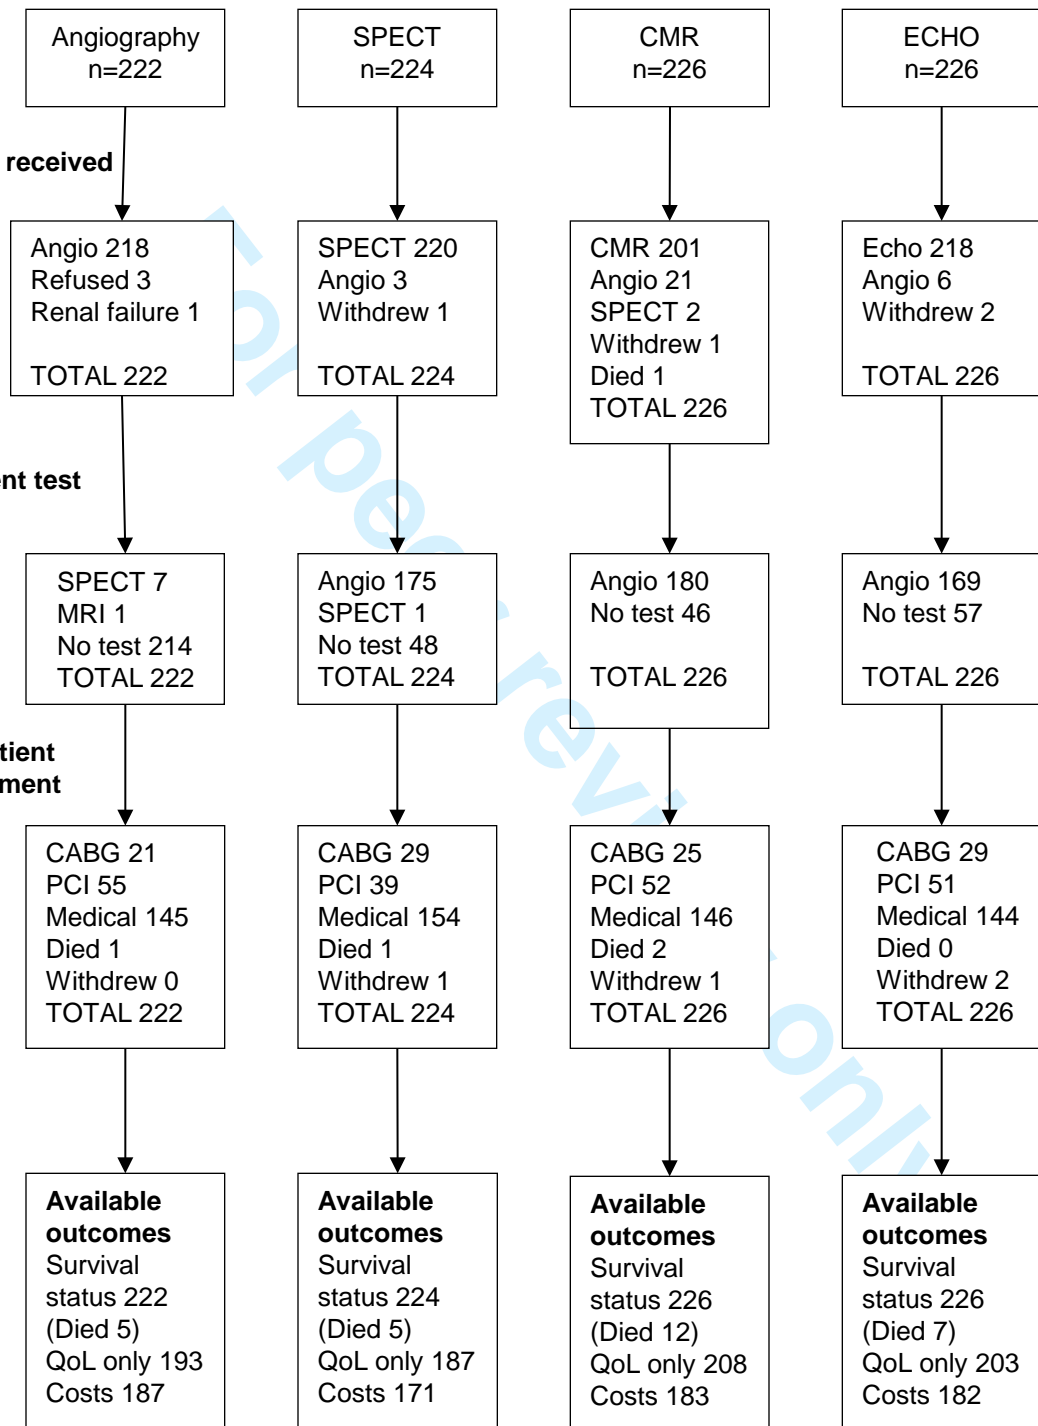 Angiography
n=222
SPECT
n=224
CMR
n=226
ECHO
n=226
received
Angio 218
Refused 3
Renal failure 1
TOTAL 222
SPECT 220
Angio 3
Withdrew 1
TOTAL 224
CMR 201
Angio 21
SPECT 2
Withdrew 1
Died 1
TOTAL 226
Echo 218
Angio 6
Withdrew 2
TOTAL 226
ent test
SPECT 7
MRI 1
No test 214
TOTAL 222
Angio 175
SPECT 1
No test 48
TOTAL 224
Angio 180
No test 46
TOTAL 226
Angio 169
No test 57
TOTAL 226
tient
ment
CABG 21
PCI 55
Medical 145
Died 1
Withdrew 0
TOTAL 222
CABG 29
PCI 39
Medical 154
Died 1
Withdrew 1
TOTAL 224
CABG 25
PCI 52
Medical 146
Died 2
Withdrew 1
TOTAL 226
CABG 29
PCI 51
Medical 144
Died 0
Withdrew 2
TOTAL 226
Available
outcomes
Survival
status 222
(Died 5)
QoL only 193
Costs 187
Available
outcomes
Survival
status 224
(Died 5)
QoL only 187
Costs 171
Available
outcomes
Survival
status 226
(Died 12)
QoL only 208
Costs 183
Available
outcomes
Survival
status 226
(Died 7)
QoL only 203
Costs 182
For peer review only